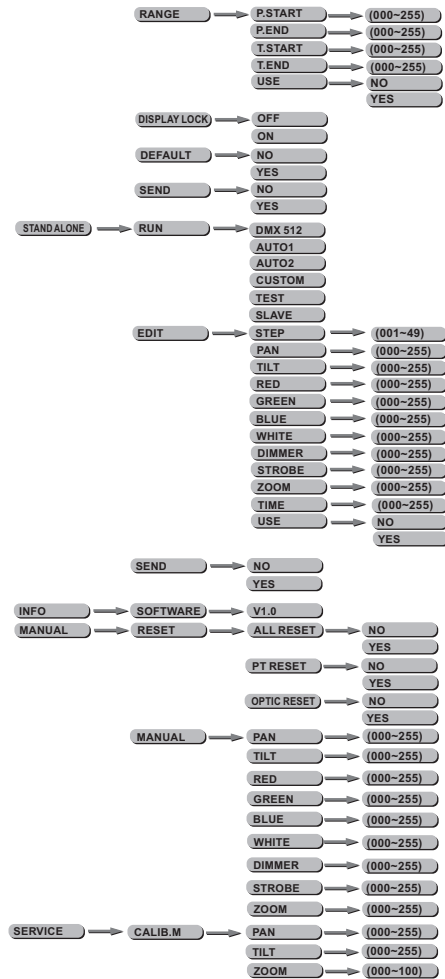 RANGE P.START (000~255)
P.END (000~255)
T.START (000~255)
T.END (000~255)
USE NO
YES
DISPLAY LOCK OFF
ON
DEFAULT NO
YES
SEND NO
YES
STAND ALONE RUN DMX 512
AUTO1
AUTO2
CUSTOM
TEST
SLAVE
EDIT STEP (001~49)
PAN (000~255)
TILT (000~255)
RED (000~255)
GREEN (000~255)
BLUE (000~255)
WHITE (000~255)
DIMMER (000~255)
STROBE (000~255)
ZOOM (000~255)
TIME (000~255)
USE NO
YES
SEND NO
YES
INFO SOFTWARE V1.0
MANUAL RESET ALL RESET NO
YES
PT RESET NO
YES
OPTIC RESET NO
YES
MANUAL PAN (000~255)
TILT (000~255)
RED (000~255)
GREEN (000~255)
BLUE (000~255)
WHITE (000~255)
DIMMER (000~255)
STROBE (000~255)
ZOOM (000~255)
SERVICE CALIB.M PAN (000~255)
TILT (000~255)
ZOOM (000~100)